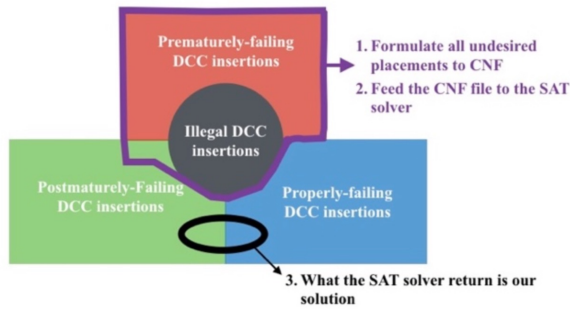 Prematurely-failing
DCC insertions
1. Formulate all undesired
placements to CNF
2. Feed the CNF file to the SAT
solver
Illegal DCC
insertions
Postmaturely-Failing
DCC insertions
Properly-failing
DCC insertions
3. What the SAT solver return is our
solution